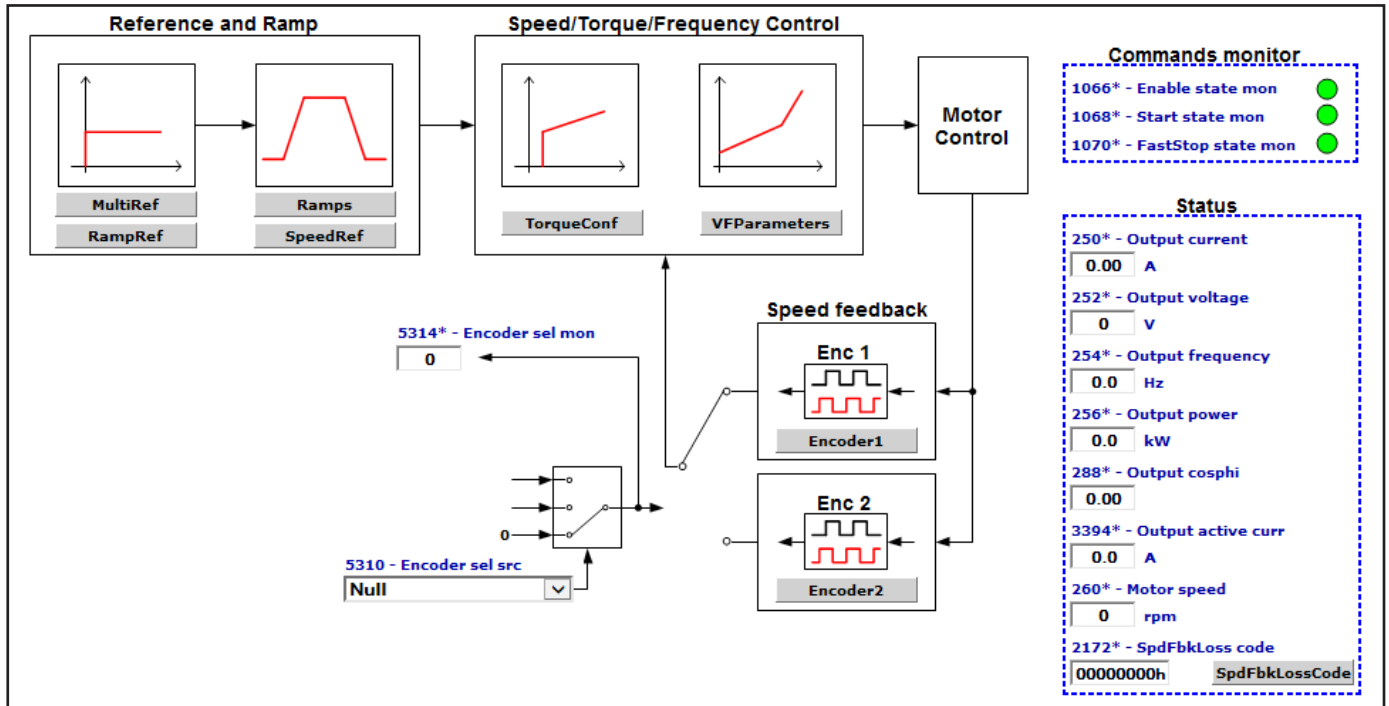 Reference and Ramp
MultiRef
RampRef
Ramps
SpeedRef
Speed/Torque/Frequency Control
TorqueConf
VFParameters
Motor
Control
Commands monitor
1066* - Enable state mon
1068* - Start state mon
1070* - FastStop state mon
Status
250* - Output current
0.00 A
252* - Output voltage
0 V
254* - Output frequency
0.0 Hz
256* - Output power
0.0 kW
288* - Output cosphi
0.00
3394* - Output active curr
0.0 A
260* - Motor speed
0 rpm
2172* - SpdFbkLoss code
00000000h SpdFbkLossCode
Speed feedback
Enc 1
Encoder1
Enc 2
Encoder2
5314* - Encoder sel mon
0
0
5310 - Encoder sel src
Null